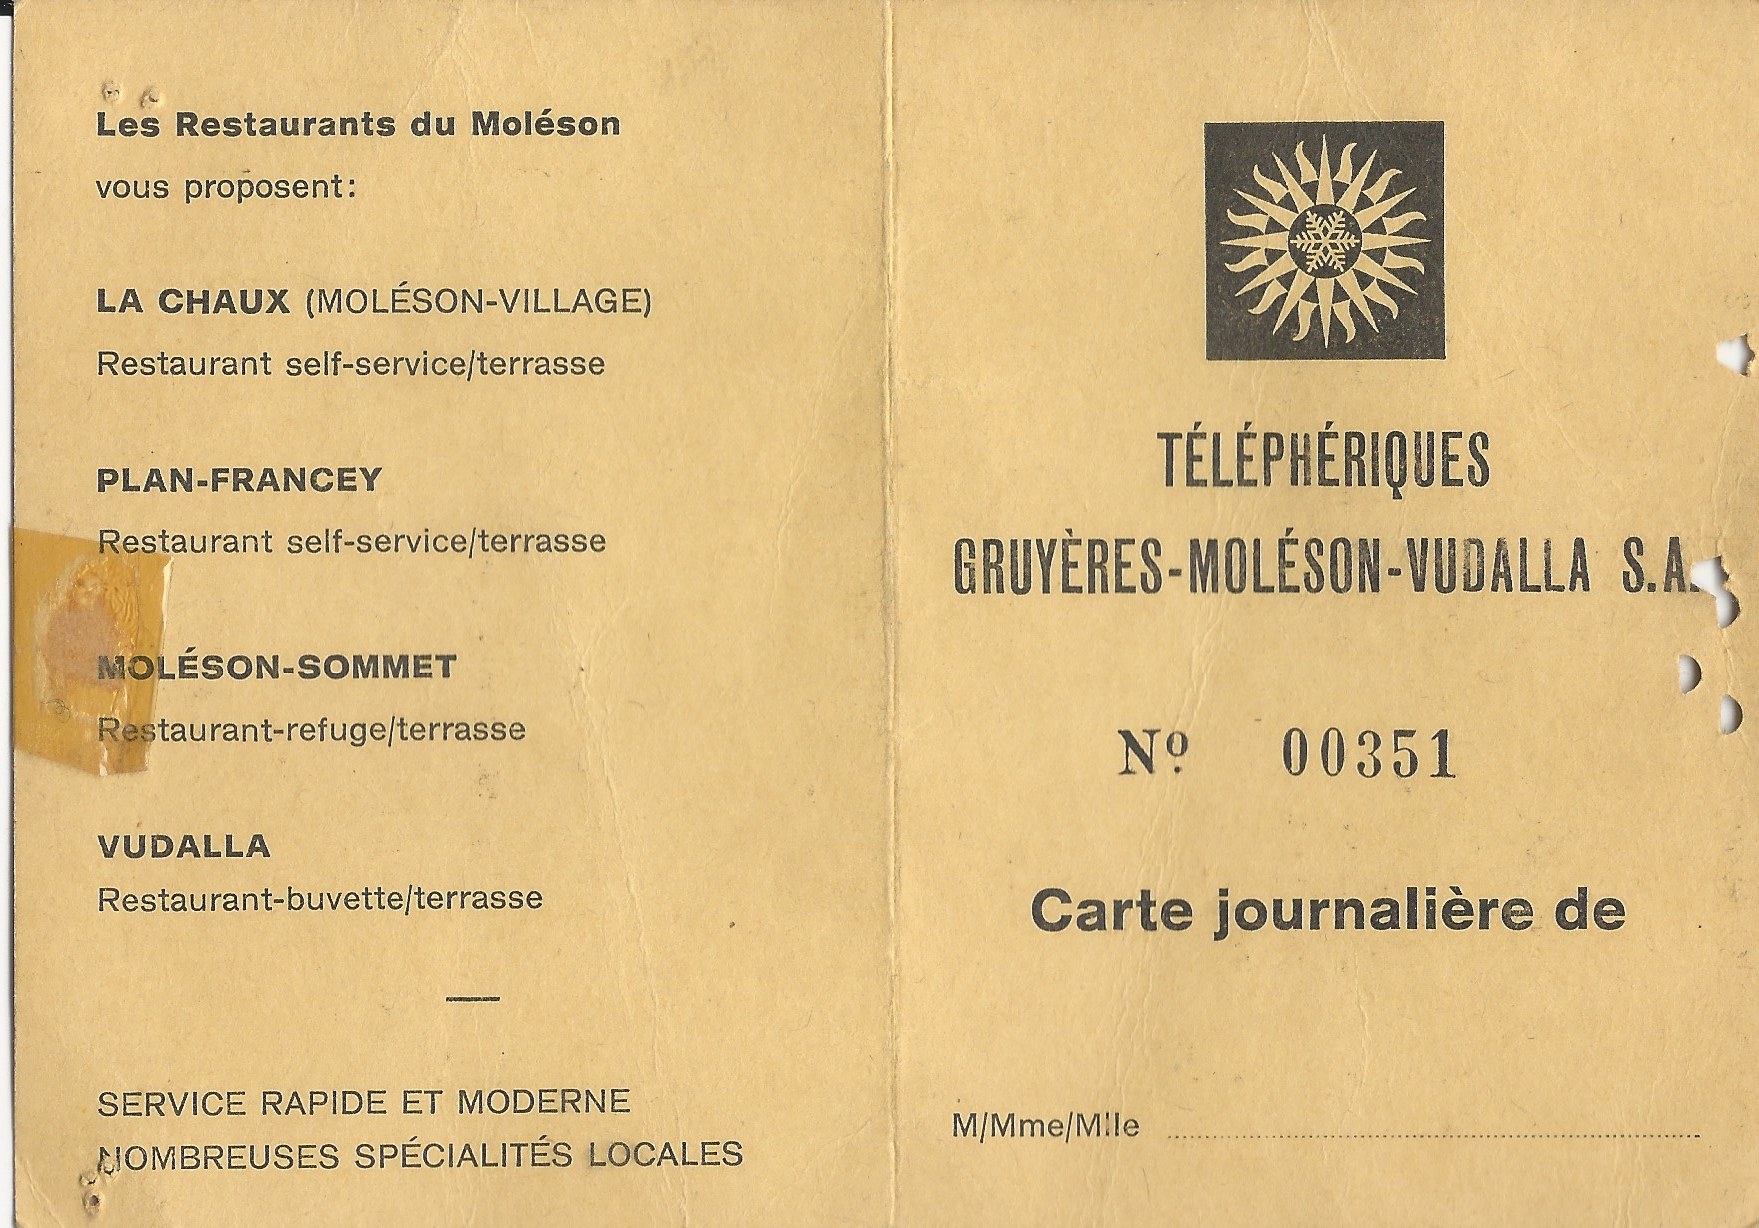 Les Restaurants du Moléson
vous proposent:
LA CHAUX (MOLÉSON-VILLAGE)
Restaurant self-service/terrasse
PLAN-FRANCEY
Restaurant self-service/terrasse
MOLÉSON-SOMMET
Restaurant-refuge/terrasse
VUDALLA
Restaurant-buvette/terrasse
SERVICE RAPIDE ET MODERNE
NOMBREUSES SPÉCIALITÉS LOCALES
TÉLÉPHÉRIQUES
GRUYÈRES-MOLÉSON-VUDALLA S.A.
Nº 00351
Carte journalière de
M/Mme/Mlle